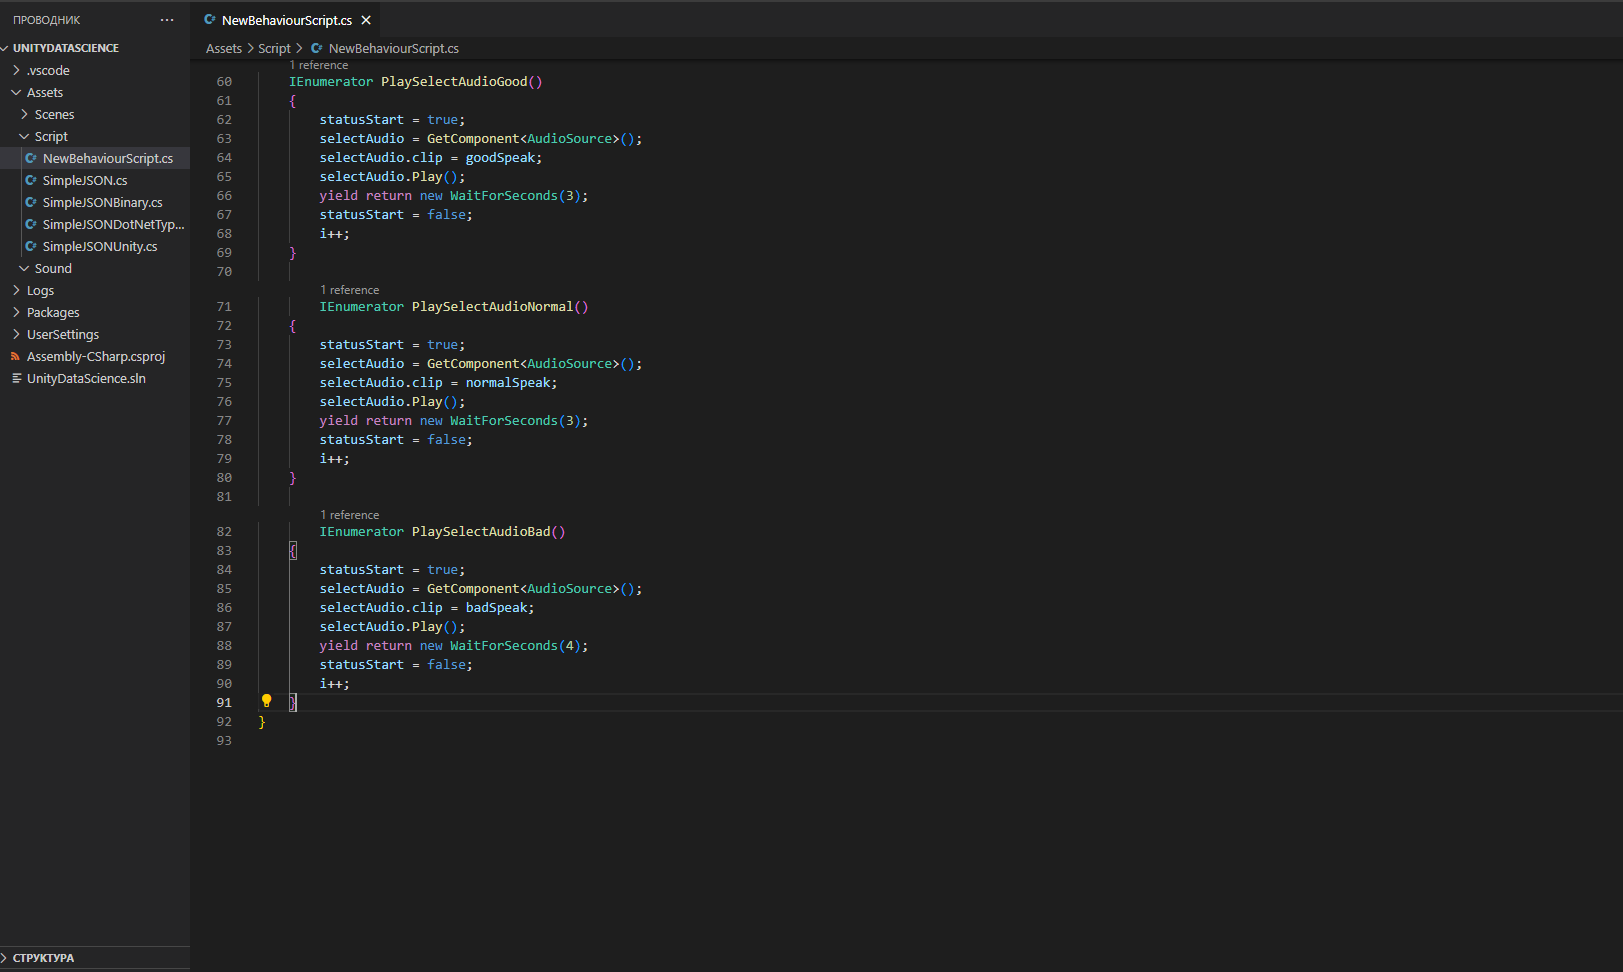 ПРОВОДНИК ...
UNITYDATASCIENCE
.vscode
Assets
Scenes
Script
C# NewBehaviourScript.cs
C# SimpleJSON.cs
C# SimpleJSONBinary.cs
C# SimpleJSONDotNetTyp...
C# SimpleJSONUnity.cs
Sound
Logs
Packages
UserSettings
Assembly-CSharp.csproj
UnityDataScience.sln
СТРУКТУРА
C# NewBehaviourScript.cs
Assets > Script > C# NewBehaviourScript.cs
1 reference
60 IEnumerator PlaySelectAudioGood()
61 {
62 statusStart = true;
63 selectAudio = GetComponent<AudioSource>();
64 selectAudio.clip = goodSpeak;
65 selectAudio.Play();
66 yield return new WaitForSeconds(3);
67 statusStart = false;
68 i++;
69 }
70
1 reference
71 IEnumerator PlaySelectAudioNormal()
72 {
73 statusStart = true;
74 selectAudio = GetComponent<AudioSource>();
75 selectAudio.clip = normalSpeak;
76 selectAudio.Play();
77 yield return new WaitForSeconds(3);
78 statusStart = false;
79 i++;
80 }
81
1 reference
82 IEnumerator PlaySelectAudioBad()
83 {
84 statusStart = true;
85 selectAudio = GetComponent<AudioSource>();
86 selectAudio.clip = badSpeak;
87 selectAudio.Play();
88 yield return new WaitForSeconds(4);
89 statusStart = false;
90 i++;
91 }
92 }
93